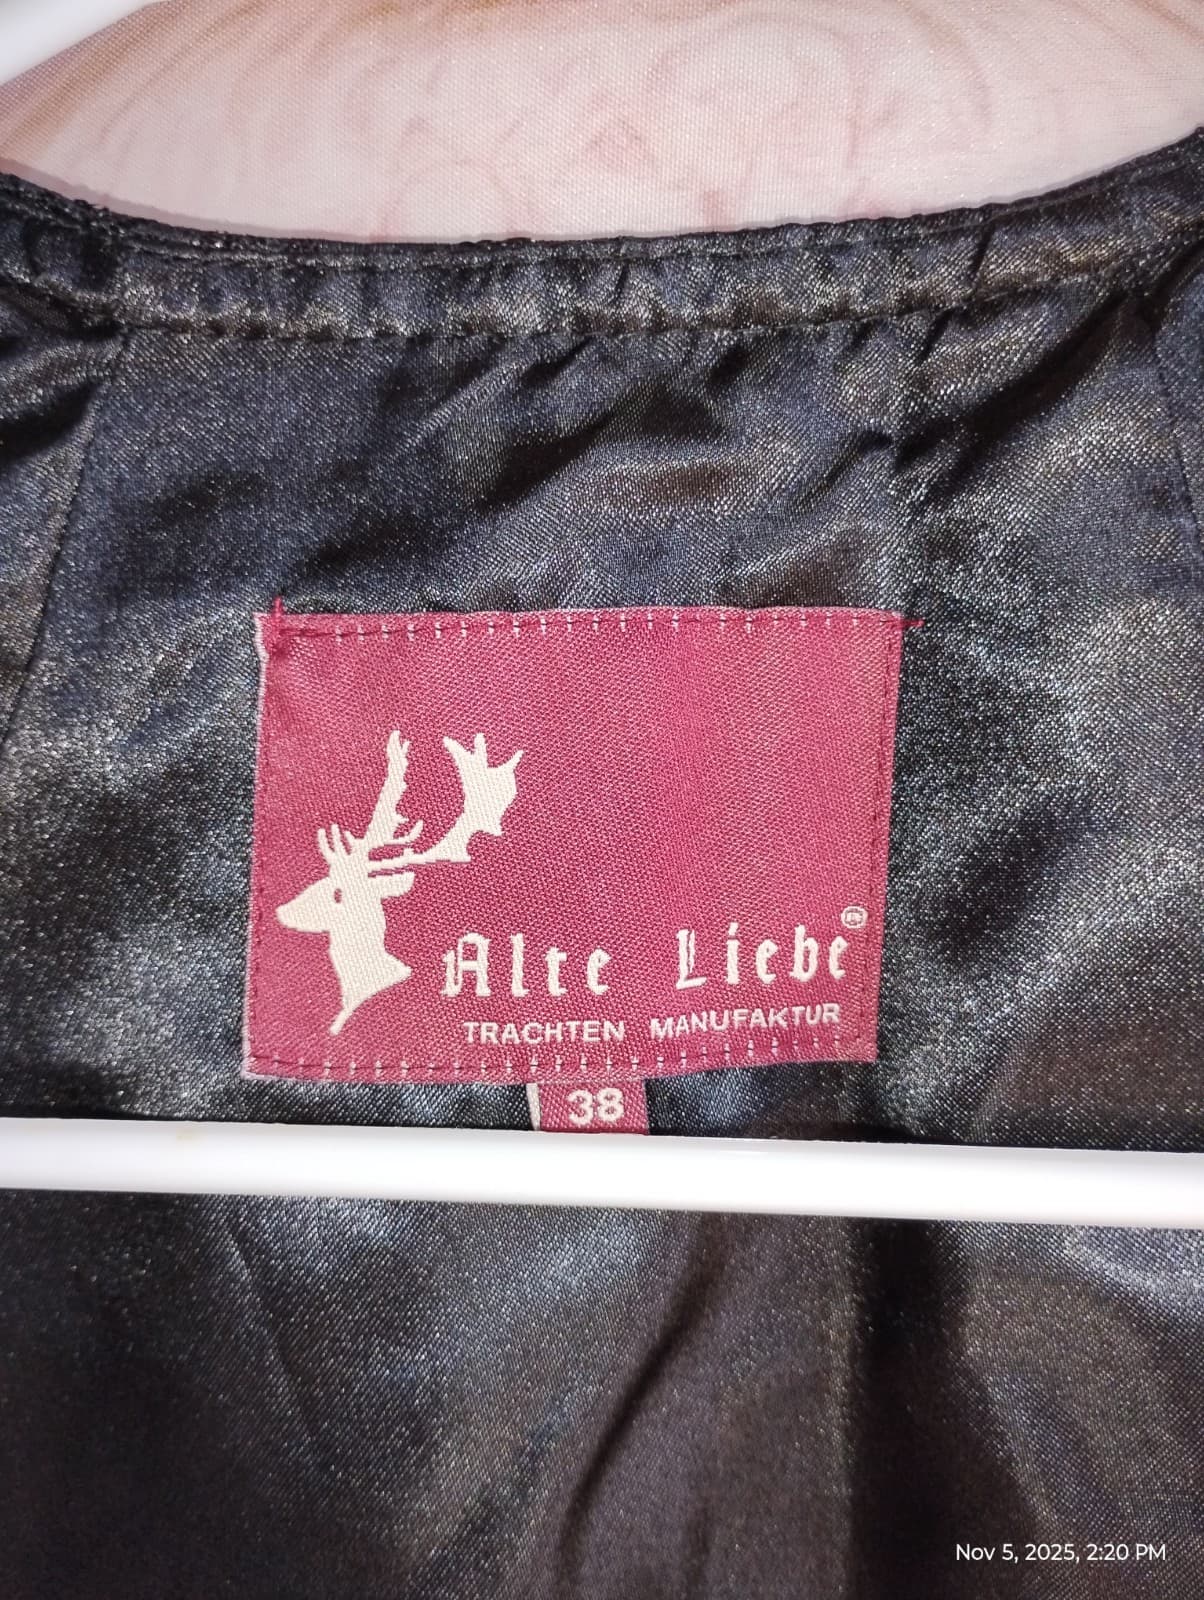 Alte Liebe®
TRACHTEN MANUFAKTUR
38
Nov 5, 2025, 2:20 PM